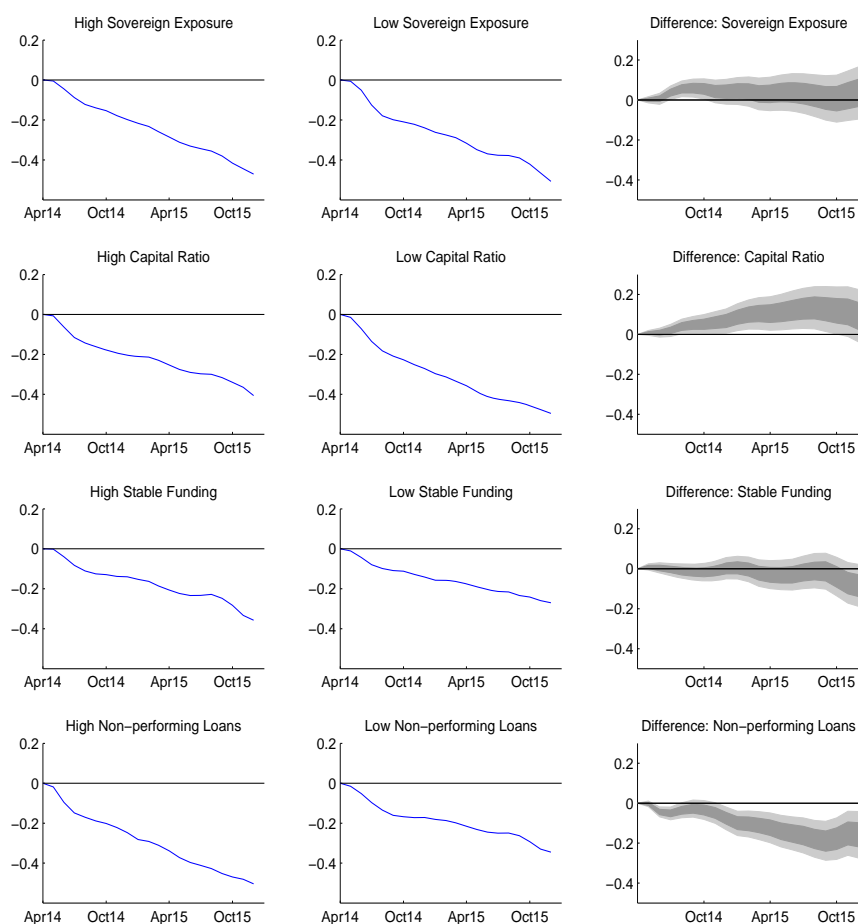 High Sovereign Exposure
0.2
0
−0.2
−0.4
Apr14 Oct14 Apr15 Oct15
Low Sovereign Exposure
0.2
0
−0.2
−0.4
Apr14 Oct14 Apr15 Oct15
Difference: Sovereign Exposure
0.2
0
−0.2
−0.4
Oct14 Apr15 Oct15
High Capital Ratio
0.2
0
−0.2
−0.4
Apr14 Oct14 Apr15 Oct15
Low Capital Ratio
0.2
0
−0.2
−0.4
Apr14 Oct14 Apr15 Oct15
Difference: Capital Ratio
0.2
0
−0.2
−0.4
Oct14 Apr15 Oct15
High Stable Funding
0.2
0
−0.2
−0.4
Apr14 Oct14 Apr15 Oct15
Low Stable Funding
0.2
0
−0.2
−0.4
Apr14 Oct14 Apr15 Oct15
Difference: Stable Funding
0.2
0
−0.2
−0.4
Oct14 Apr15 Oct15
High Non−performing Loans
0.2
0
−0.2
−0.4
Apr14 Oct14 Apr15 Oct15
Low Non−performing Loans
0.2
0
−0.2
−0.4
Apr14 Oct14 Apr15 Oct15
Difference: Non−performing Loans
0.2
0
−0.2
−0.4
Oct14 Apr15 Oct15